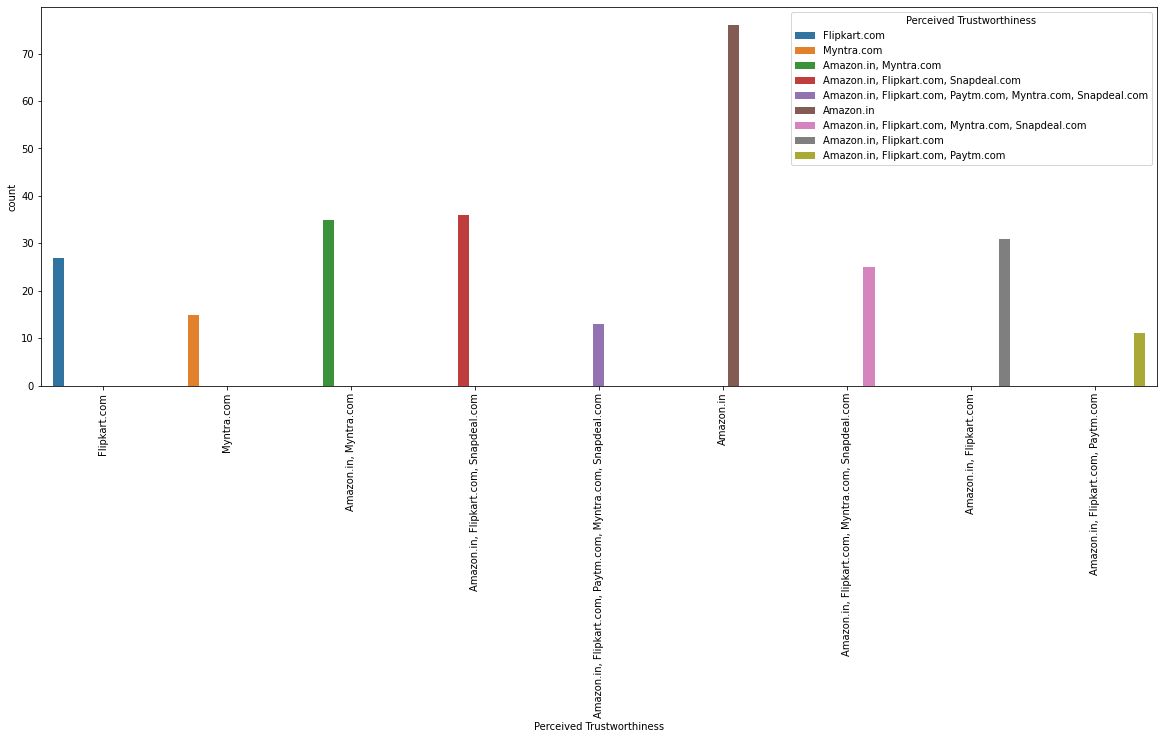 Perceived Trustworthiness
Flipkart.com
Myntra.com
Amazon.in, Myntra.com
Amazon.in, Flipkart.com, Snapdeal.com
Amazon.in, Flipkart.com, Paytm.com, Myntra.com, Snapdeal.com
Amazon.in
Amazon.in, Flipkart.com, Myntra.com, Snapdeal.com
Amazon.in, Flipkart.com
Amazon.in, Flipkart.com, Paytm.com
count
70
60
50
40
30
20
10
0
Flipkart.com
Myntra.com
Amazon.in, Myntra.com
Amazon.in, Flipkart.com, Snapdeal.com
Amazon.in, Flipkart.com, Paytm.com, Myntra.com, Snapdeal.com
Amazon.in
Amazon.in, Flipkart.com, Myntra.com, Snapdeal.com
Amazon.in, Flipkart.com
Amazon.in, Flipkart.com, Paytm.com
Perceived Trustworthiness